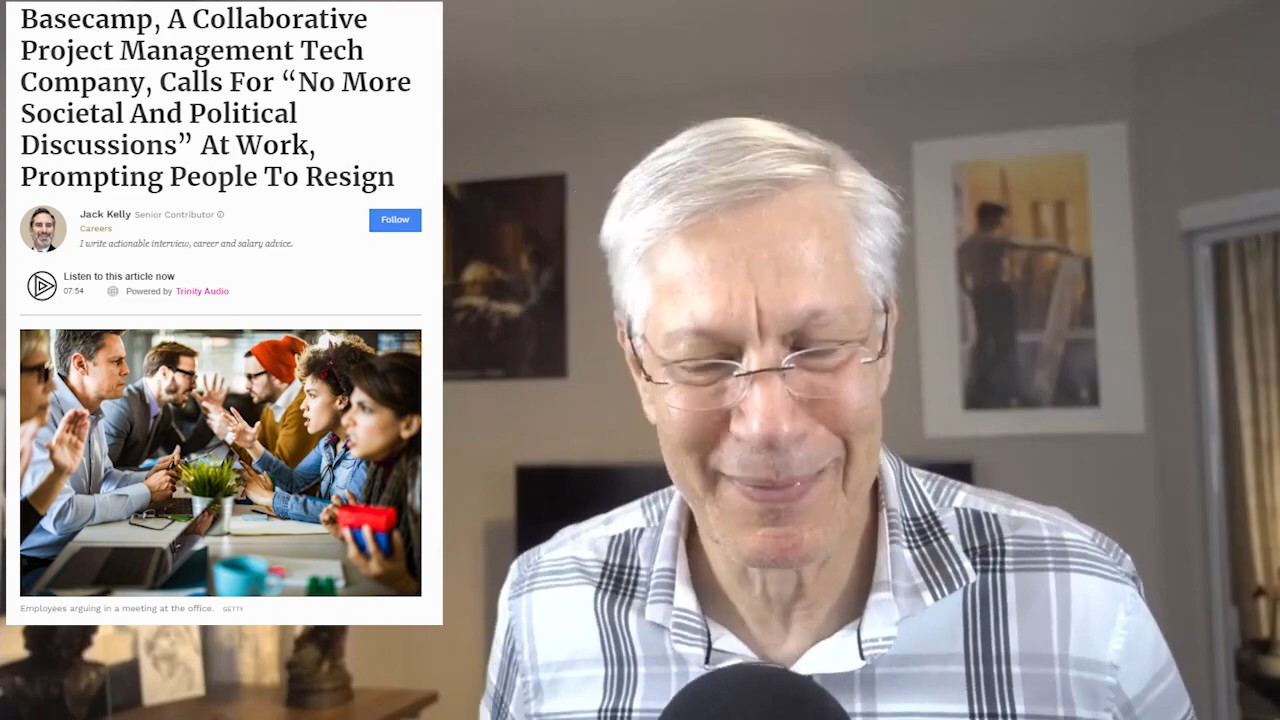 Basecamp, A Collaborative
Project Management Tech
Company, Calls For “No More
Societal And Political
Discussions” At Work,
Prompting People To Resign
Jack Kelly Senior Contributor
Careers
I write actionable interview, career and salary advice.
Follow
Listen to this article now
07:54 Powered by Trinity Audio
Employees arguing in a meeting at the office. GETTY